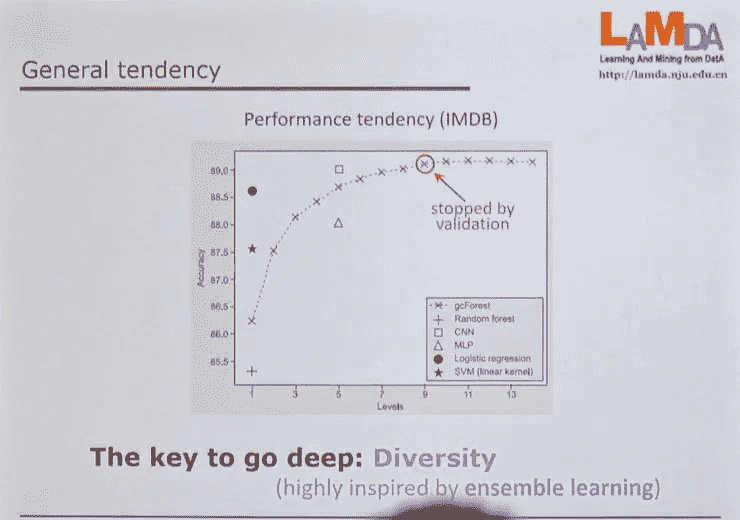 LAMDA
Learning And Mining from DatA
http://lamda.nju.edu.cn
General tendency
Performance tendency (IMDB)
89.0
88.5
88.0
87.5
87.0
86.5
86.0
85.5
Accuracy
stopped by
validation
gcForest
Random forest
CNN
MLP
Logistic regression
SVM (linear kernel)
1 3 5 7 9 11 13
Levels
The key to go deep: Diversity
(highly inspired by ensemble learning)